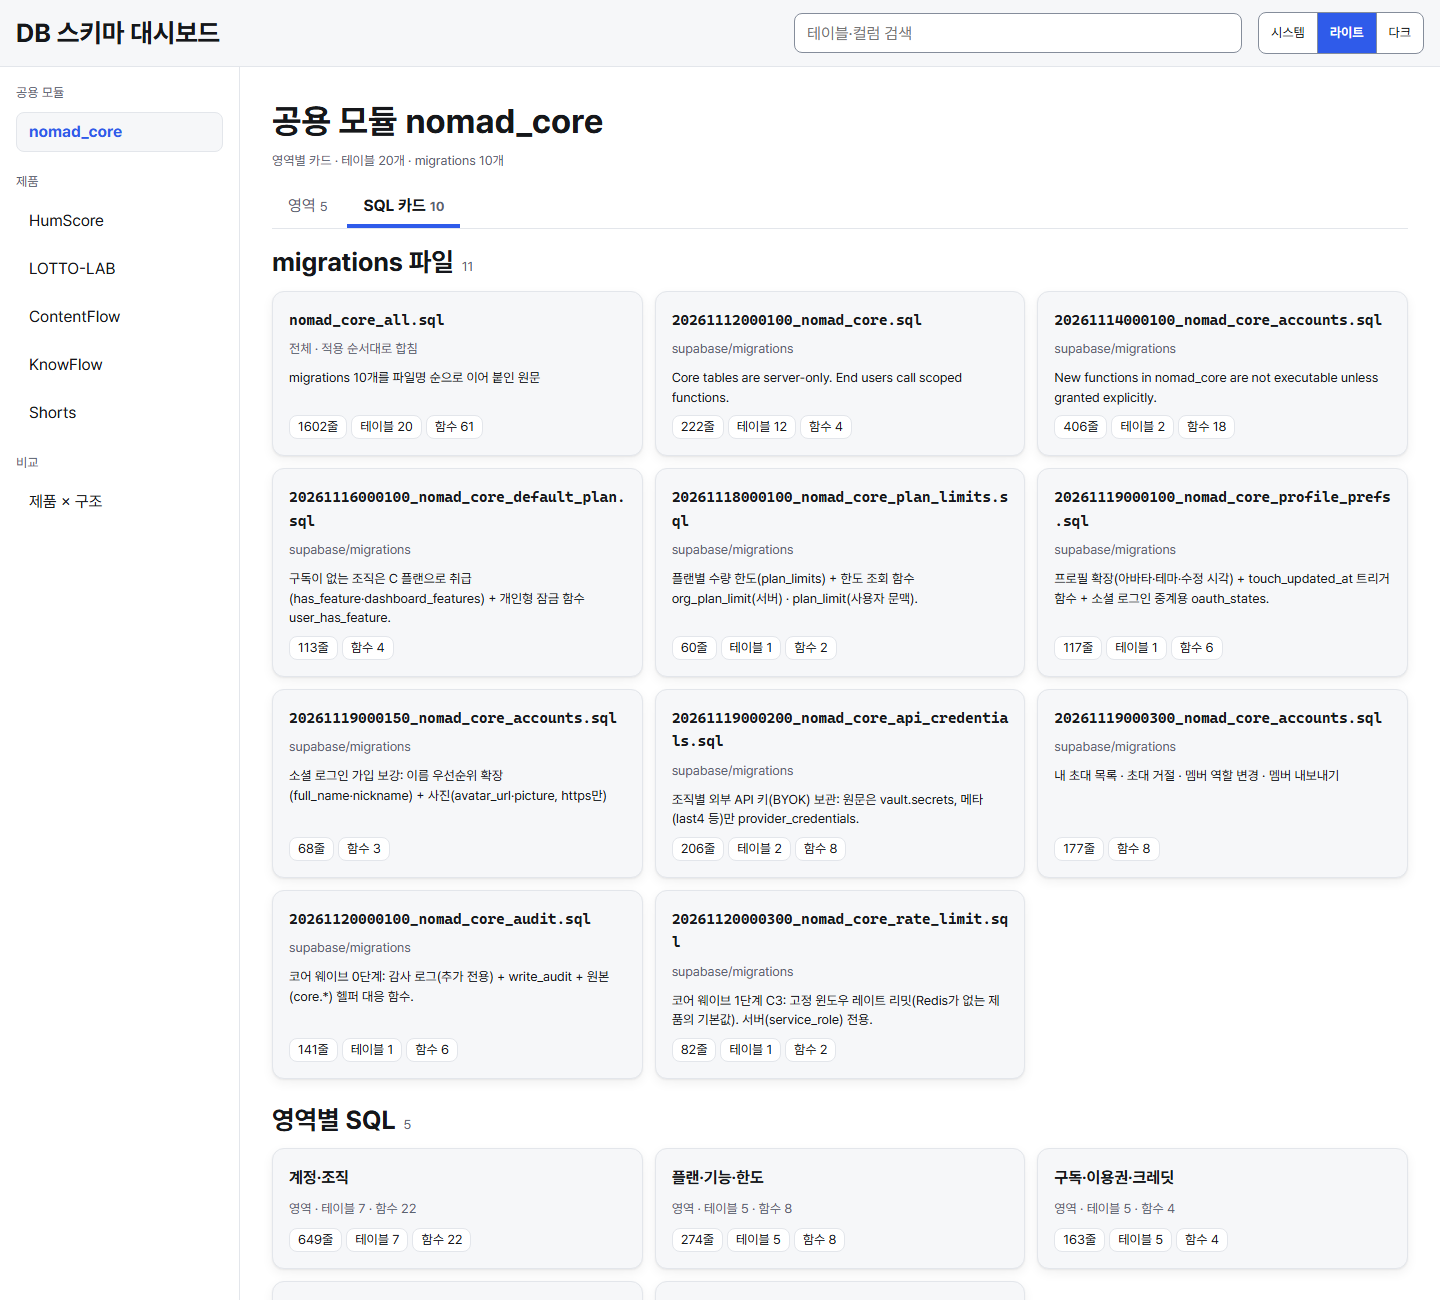 DB 스키마 대시보드
테이블·컬럼 검색
시스템
라이트
다크
공용 모듈
nomad_core
제품
HumScore
LOTTO-LAB
ContentFlow
KnowFlow
Shorts
비교
제품 × 구조
공용 모듈 nomad_core
영역별 카드 · 테이블 20개 · migrations 10개
영역 5
SQL 카드 10
migrations 파일 11
nomad_core_all.sql
전체 · 적용 순서대로 합침
migrations 10개를 파일명 순으로 이어 붙인 원문
1602줄 테이블 20 함수 61
20261112000100_nomad_core.sql
supabase/migrations
Core tables are server-only. End users call scoped
functions.
222줄 테이블 12 함수 4
20261114000100_nomad_core_accounts.sql
supabase/migrations
New functions in nomad_core are not executable unless
granted explicitly.
406줄 테이블 2 함수 18
20261116000100_nomad_core_default_plan.
sql
supabase/migrations
구독이 없는 조직은 C 플랜으로 취급
(has_feature·dashboard_features) + 개인형 잠금 함수
user_has_feature.
113줄 함수 4
20261118000100_nomad_core_plan_limits.s
ql
supabase/migrations
플랜별 수량 한도(plan_limits) + 한도 조회 함수
org_plan_limit(서버) · plan_limit(사용자 문맥).
60줄 테이블 1 함수 2
20261119000100_nomad_core_profile_prefs
.sql
supabase/migrations
프로필 확장(아바타·테마·수정 시각) + touch_updated_at 트리거
함수 + 소셜 로그인 중계용 oauth_states.
117줄 테이블 1 함수 6
20261119000150_nomad_core_accounts.sql
supabase/migrations
소셜 로그인 가입 보강: 이름 우선순위 확장
(full_name·nickname) + 사진(avatar_url·picture, https만)
68줄 함수 3
20261119000200_nomad_core_api_credentia
ls.sql
supabase/migrations
조직별 외부 API 키(BYOK) 보관: 원문은 vault.secrets, 메타
(last4 등)만 provider_credentials.
206줄 테이블 2 함수 8
20261119000300_nomad_core_accounts.sql
supabase/migrations
내 초대 목록 · 초대 거절 · 멤버 역할 변경 · 멤버 내보내기
177줄 함수 8
20261120000100_nomad_core_audit.sql
supabase/migrations
코어 웨이브 0단계: 감사 로그(추가 전용) + write_audit + 원본
(core.*) 헬퍼 대응 함수.
141줄 테이블 1 함수 6
20261120000300_nomad_core_rate_limit.sq
l
supabase/migrations
코어 웨이브 1단계 C3: 고정 윈도우 레이트 리밋(Redis가 없는 제
품의 기본값). 서버(service_role) 전용.
82줄 테이블 1 함수 2
영역별 SQL 5
계정·조직
영역 · 테이블 7 · 함수 22
649줄 테이블 7 함수 22
플랜·기능·한도
영역 · 테이블 5 · 함수 8
274줄 테이블 5 함수 8
구독·이용권·크레딧
영역 · 테이블 5 · 함수 4
163줄 테이블 5 함수 4